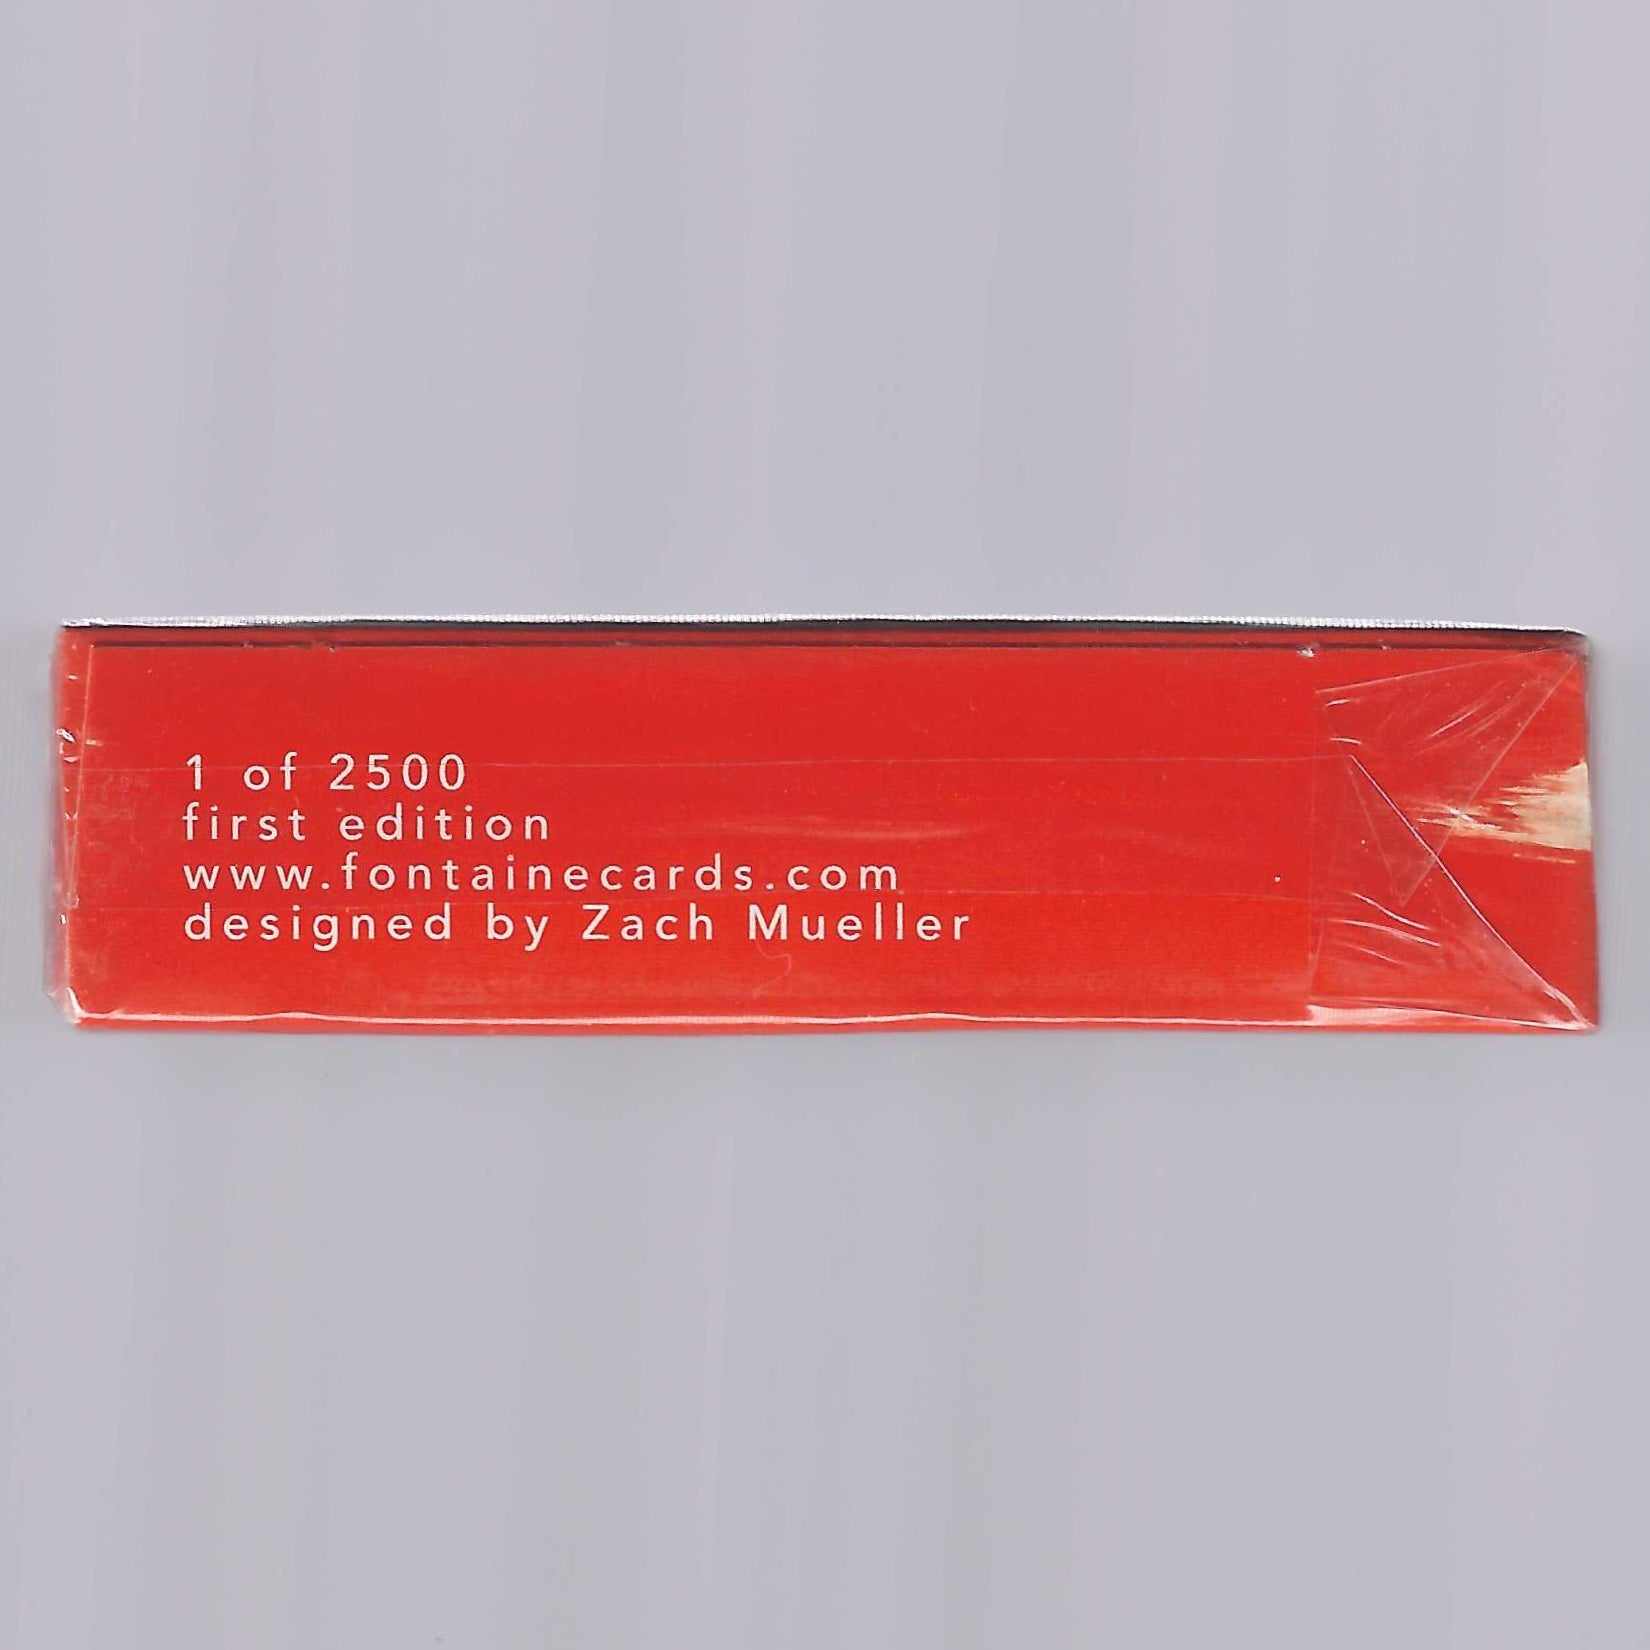 1 of 2500
first edition
www.fontainecards.com
designed by Zach Mueller